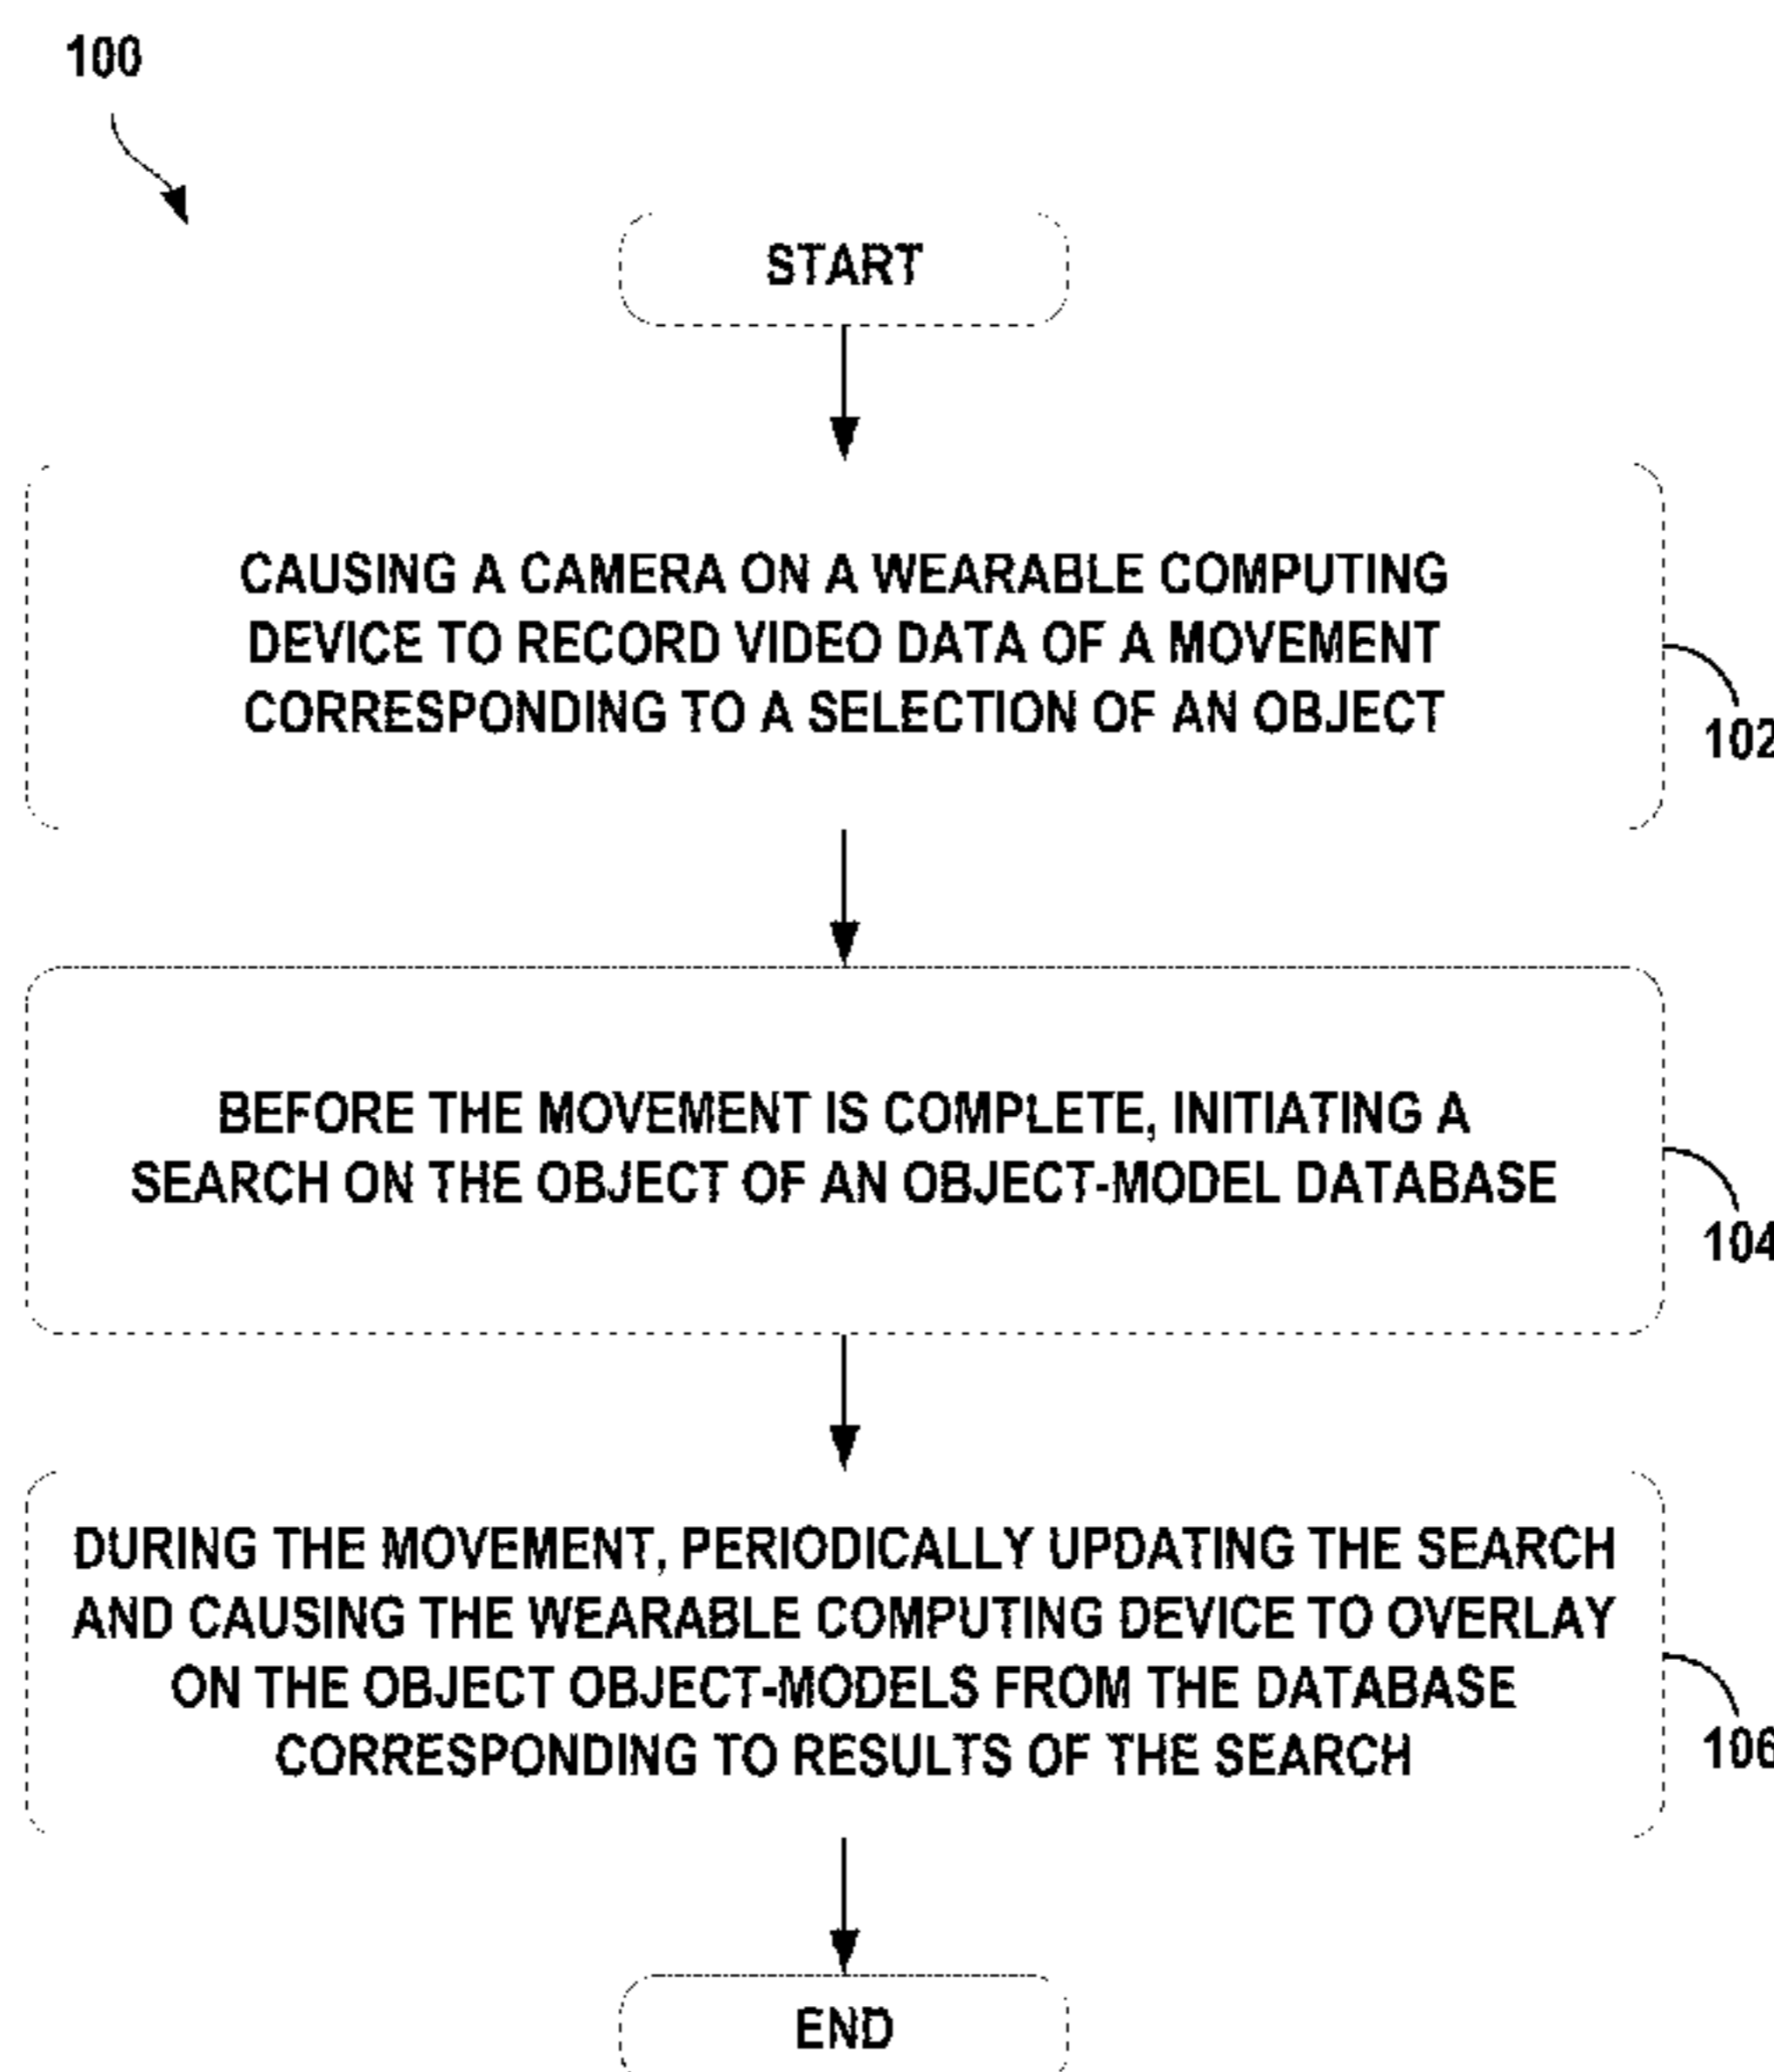 100
START
CAUSING A CAMERA ON A WEARABLE COMPUTING
DEVICE TO RECORD VIDEO DATA OF A MOVEMENT
CORRESPONDING TO A SELECTION OF AN OBJECT
102
BEFORE THE MOVEMENT IS COMPLETE, INITIATING A
SEARCH ON THE OBJECT OF AN OBJECT-MODEL DATABASE
104
DURING THE MOVEMENT, PERIODICALLY UPDATING THE SEARCH
AND CAUSING THE WEARABLE COMPUTING DEVICE TO OVERLAY
ON THE OBJECT OBJECT-MODELS FROM THE DATABASE
CORRESPONDING TO RESULTS OF THE SEARCH
106
END